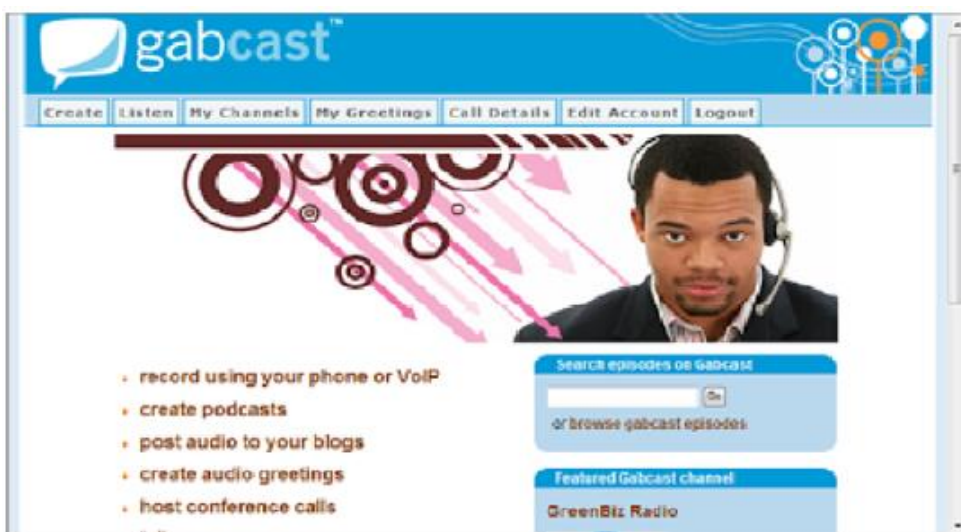 gabcast™
Create Listen My Channels My Greetings Call Details Edit Account Logout
record using your phone or VoIP
create podcasts
post audio to your blogs
create audio greetings
host conference calls
Search episodes on Gabcast
Go
or browse gabcast episodes
Featured Gabcast channel
GreenBiz Radio